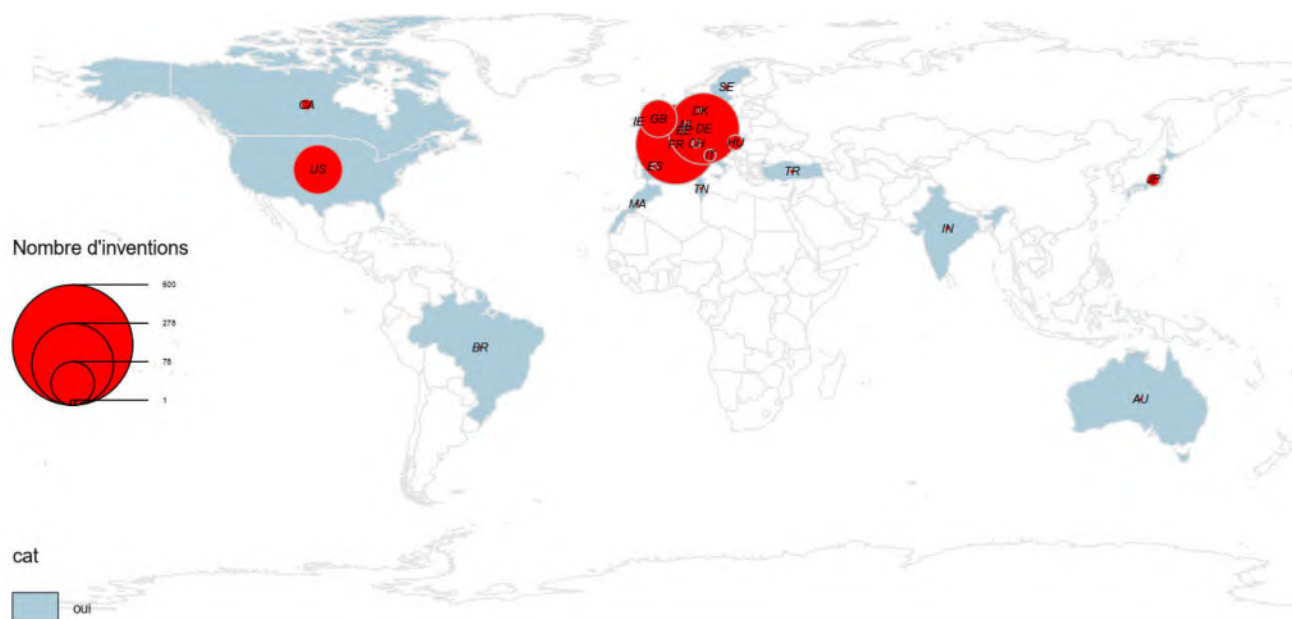 SE
CA
DK
IE GB
DE
FR CH HU
US
IT
ES
TR
JP
TN
MA
IN
Nombre d'inventions
600
278
78
1
BR
AU
cat
oui